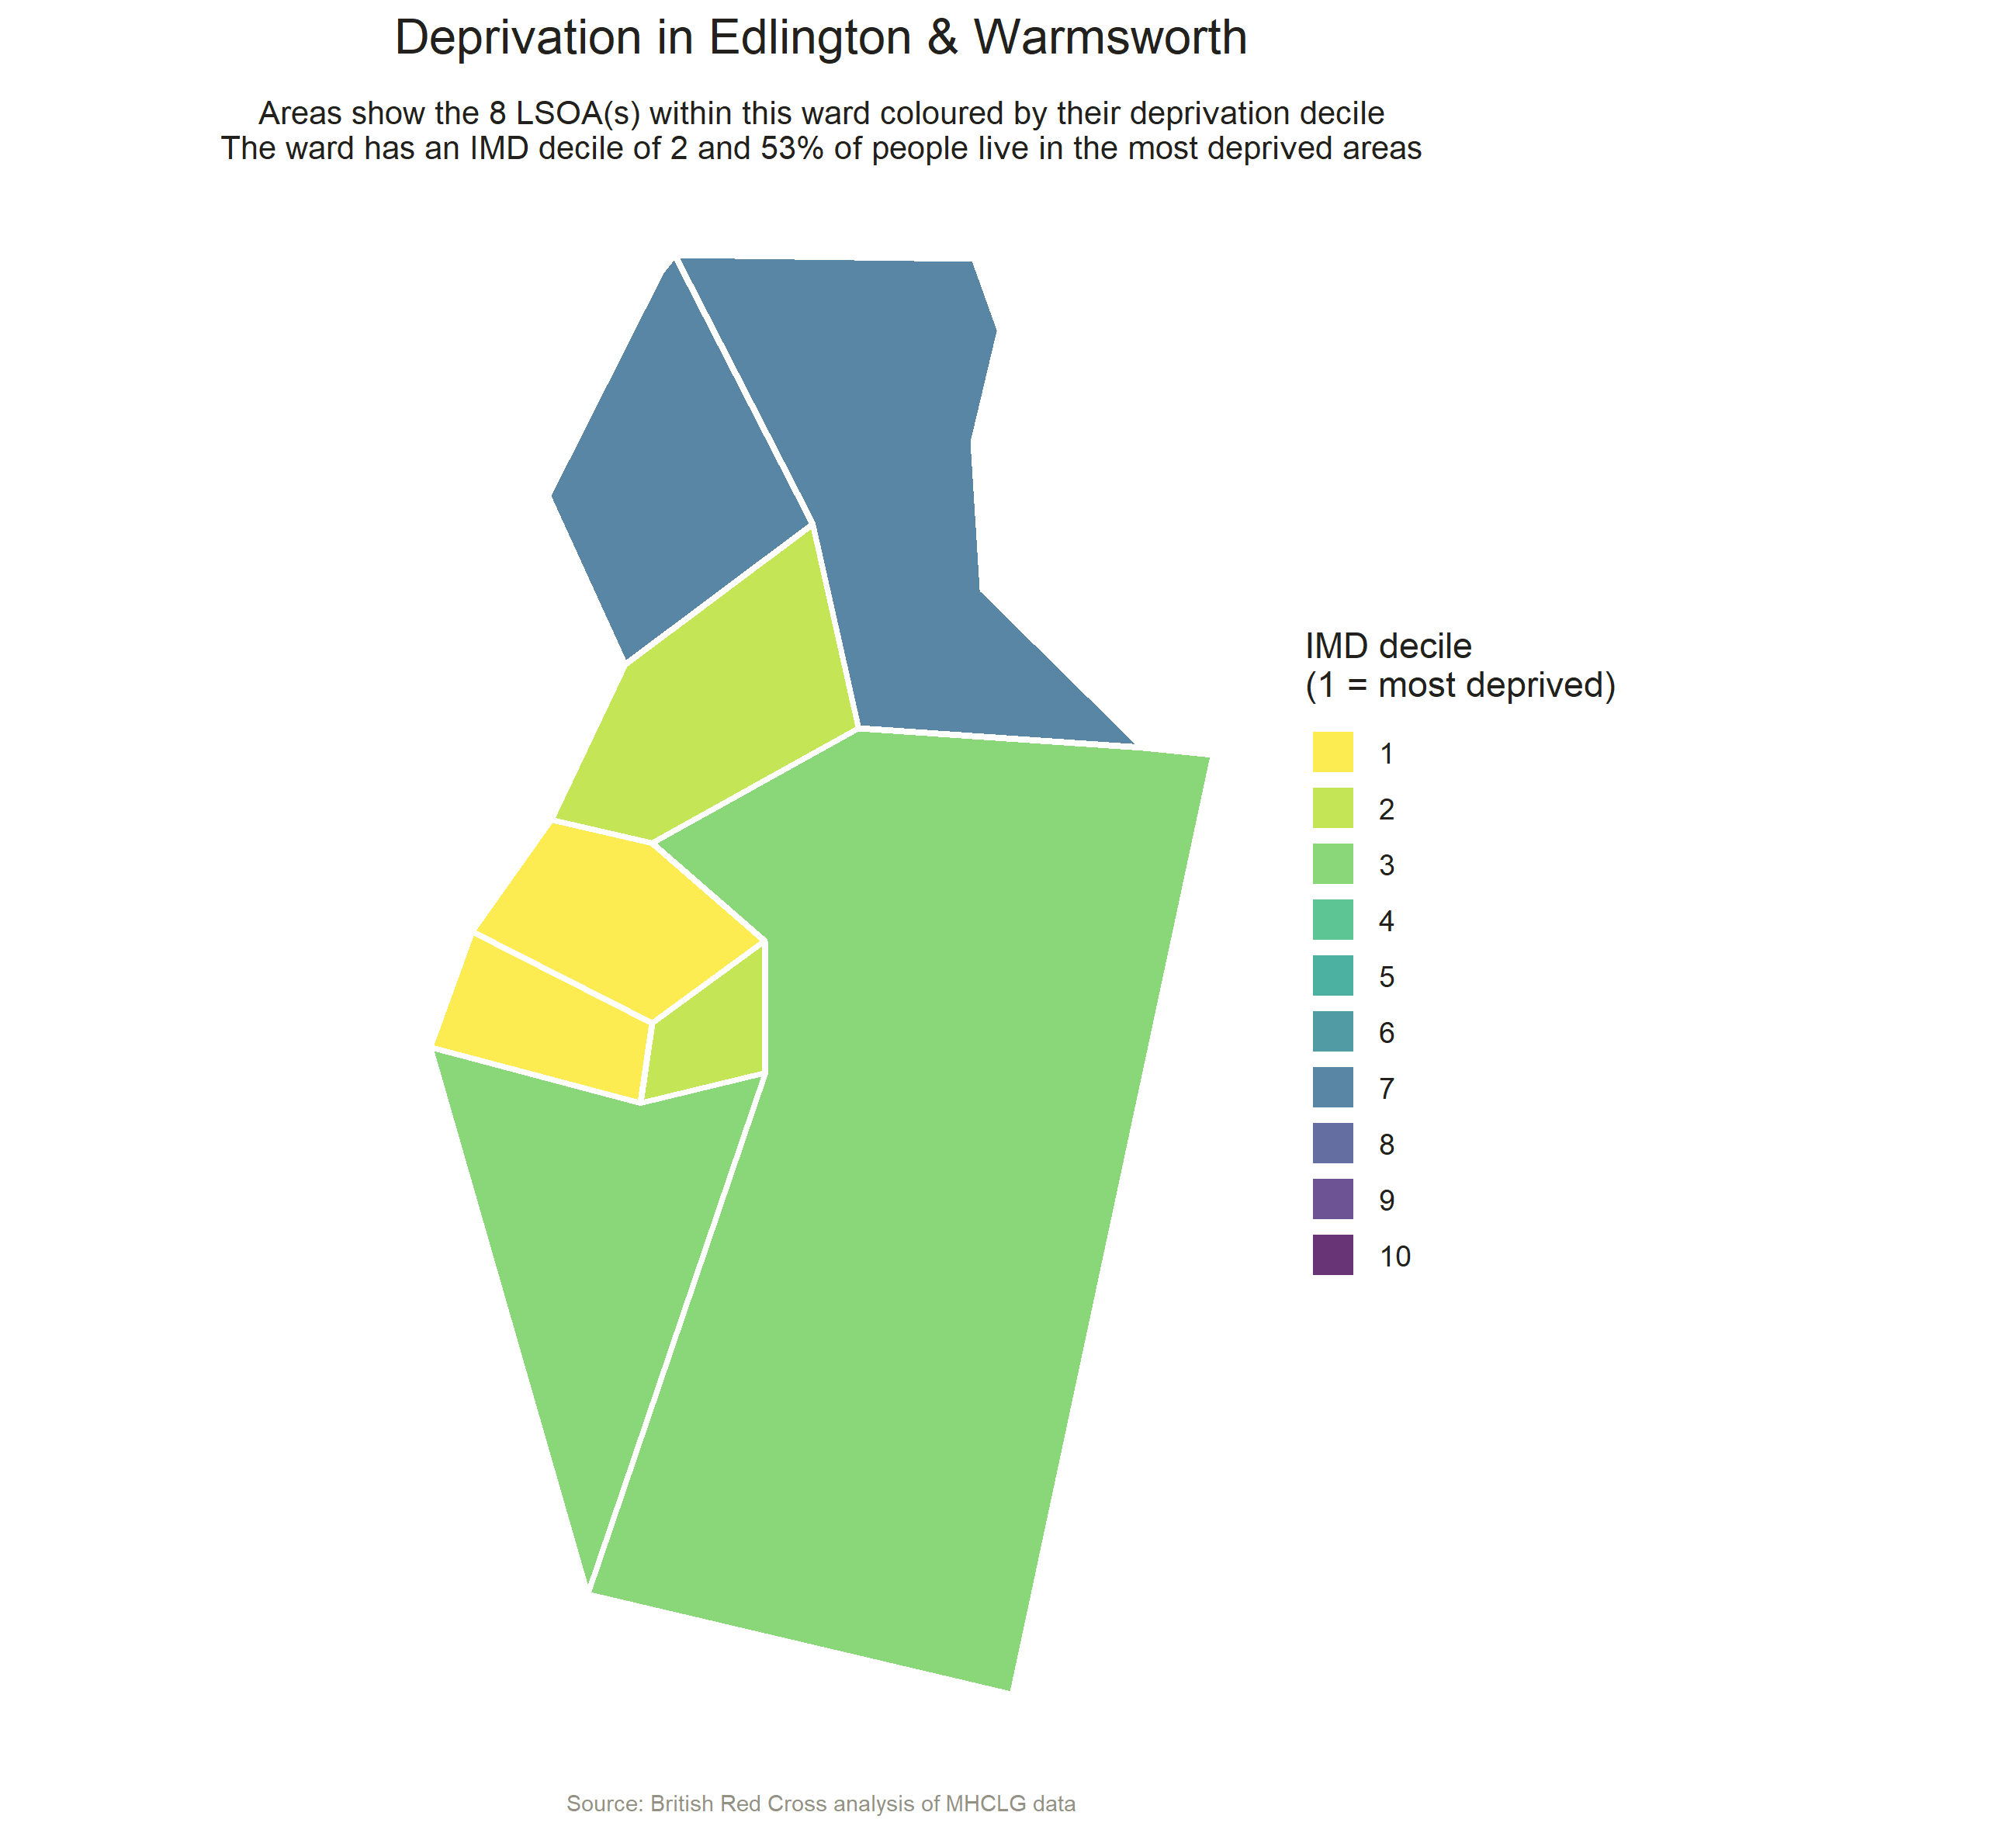 Deprivation in Edlington & Warmsworth
Areas show the 8 LSOA(s) within this ward coloured by their deprivation decile
The ward has an IMD decile of 2 and 53% of people live in the most deprived areas
IMD decile
(1 = most deprived)
1
2
3
4
5
6
7
8
9
10
Source: British Red Cross analysis of MHCLG data